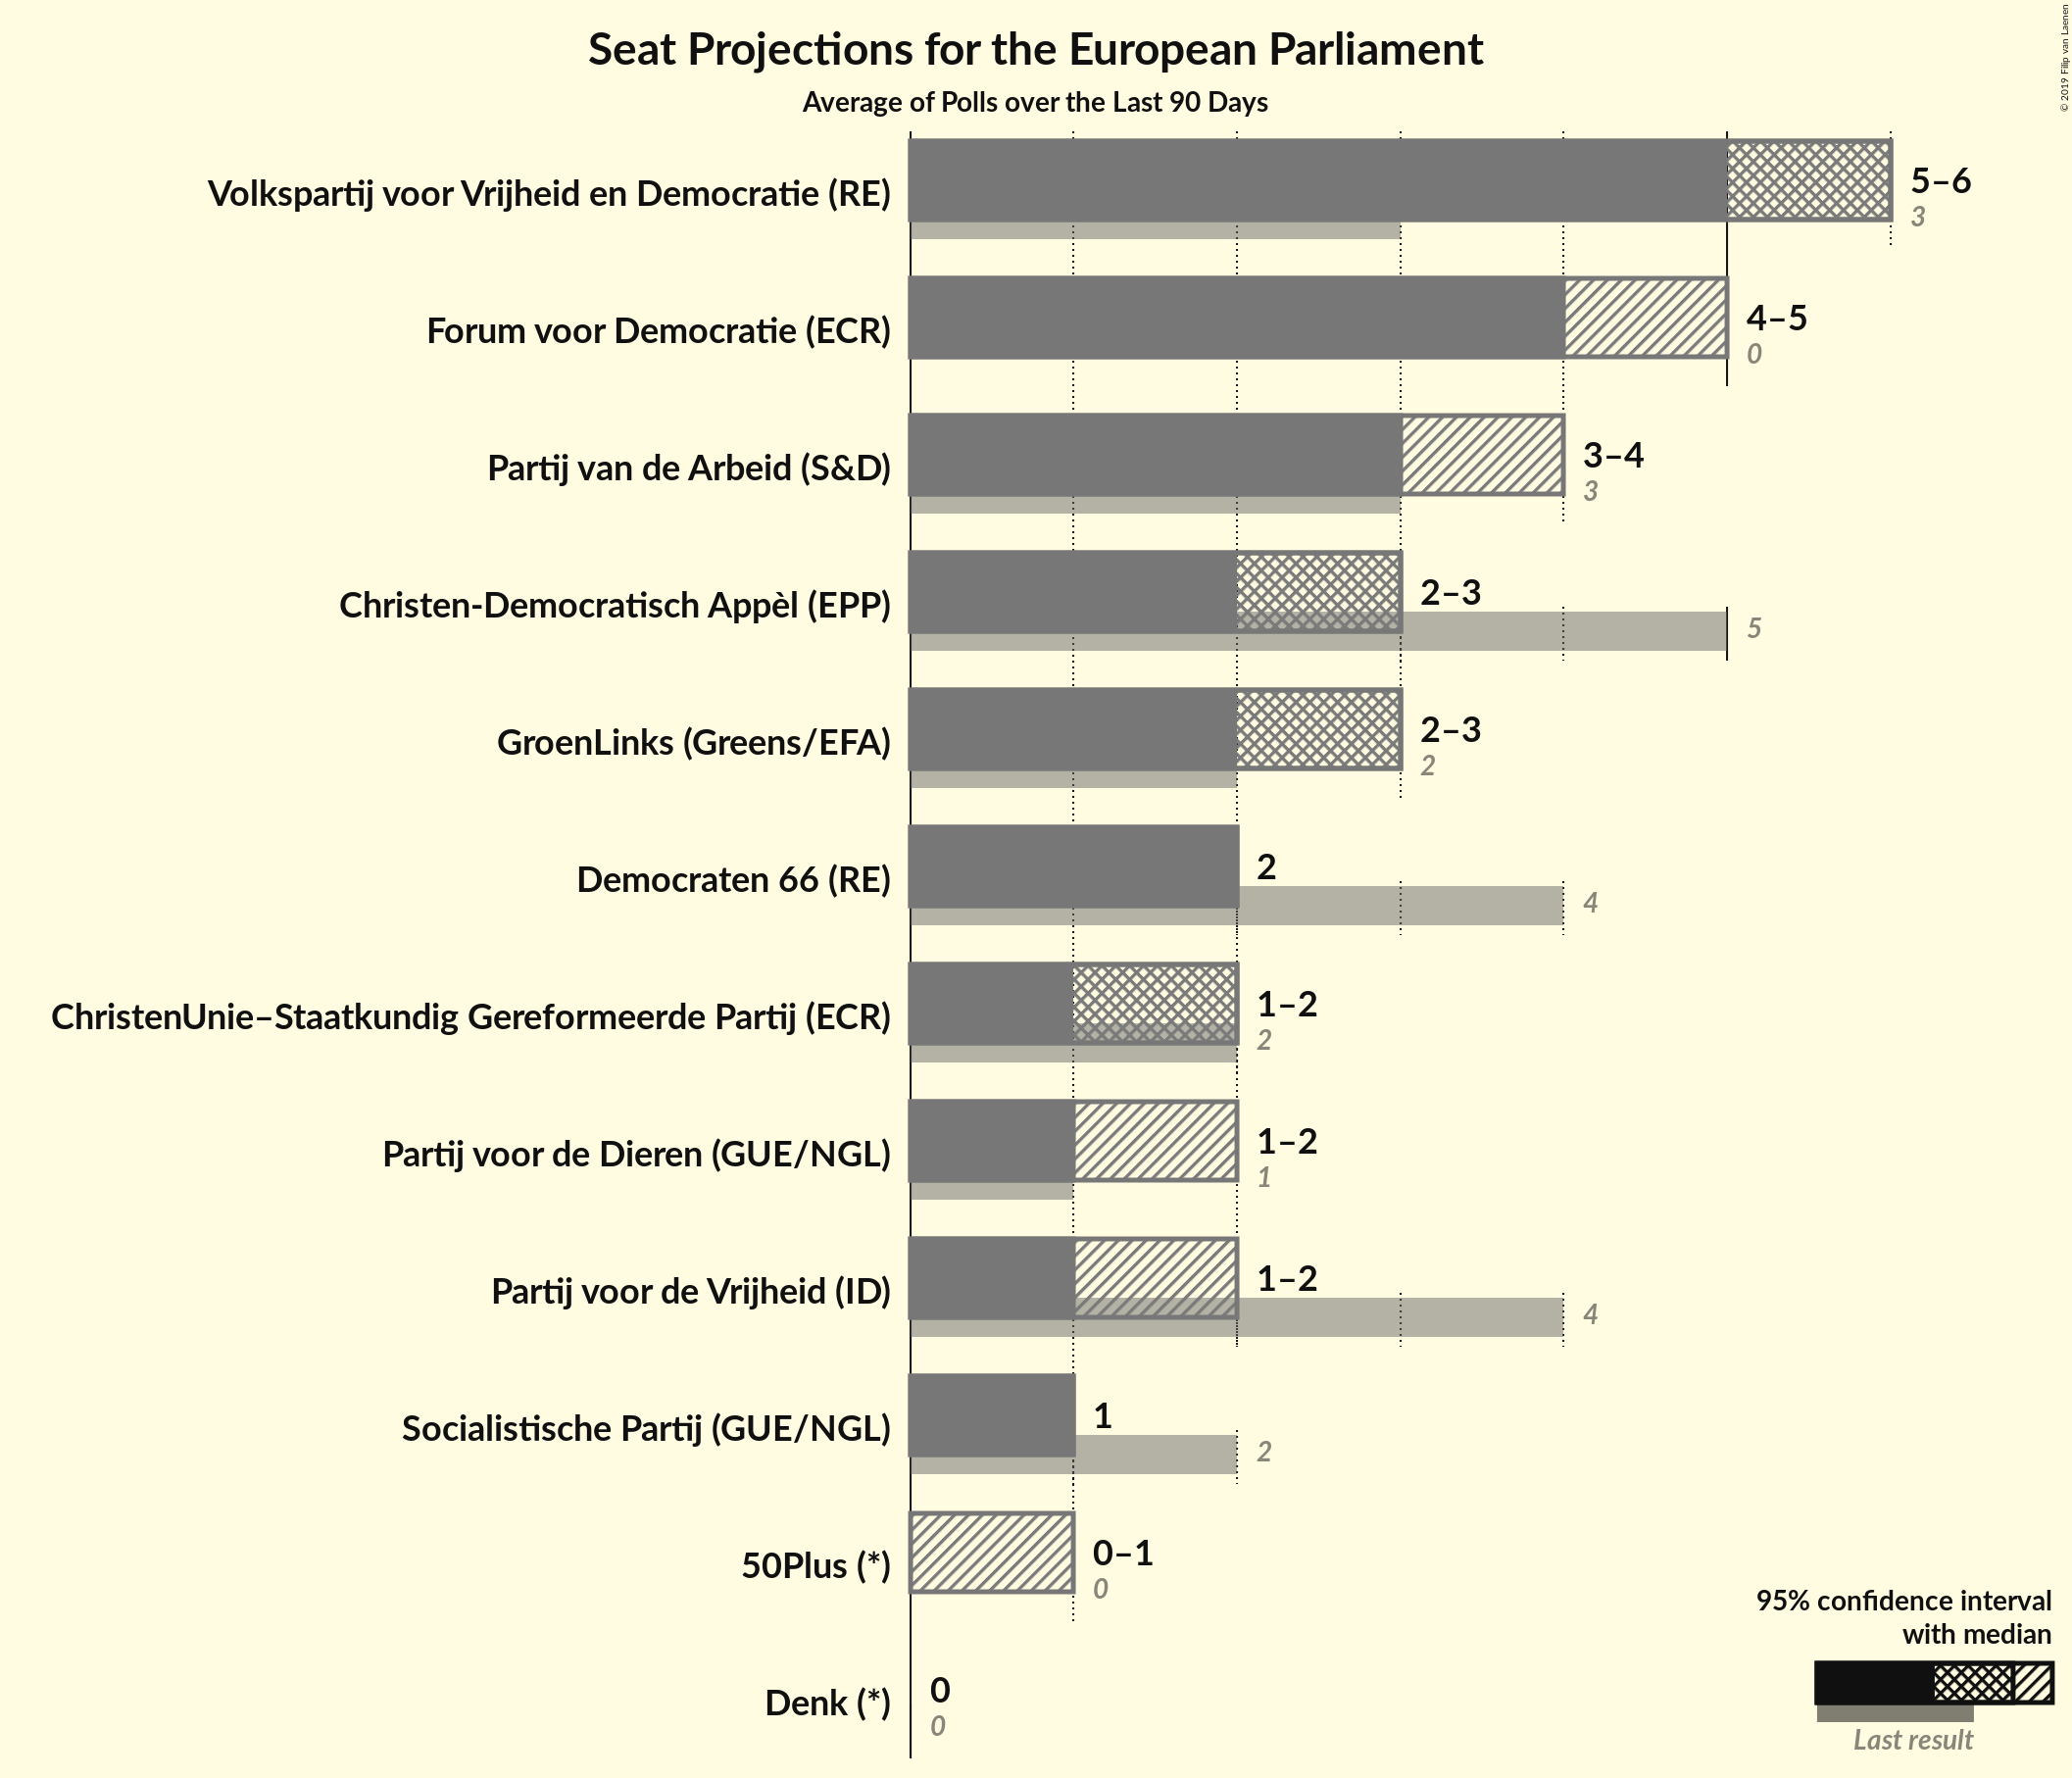 Seat Projections for the European Parliament
Average of Polls over the Last 90 Days
© 2019 Filip van Laenen
Volkspartij voor Vrijheid en Democratie (RE)
5–6
3
Forum voor Democratie (ECR)
4–5
0
Partij van de Arbeid (S&D)
3–4
3
Christen-Democratisch Appèl (EPP)
2–3
5
GroenLinks (Greens/EFA)
2–3
2
Democraten 66 (RE)
2
4
ChristenUnie–Staatkundig Gereformeerde Partij (ECR)
1–2
2
Partij voor de Dieren (GUE/NGL)
1–2
1
Partij voor de Vrijheid (ID)
1–2
4
Socialistische Partij (GUE/NGL)
1
2
50Plus (*)
0–1
0
Denk (*)
0
0
95% confidence interval
with median
Last result